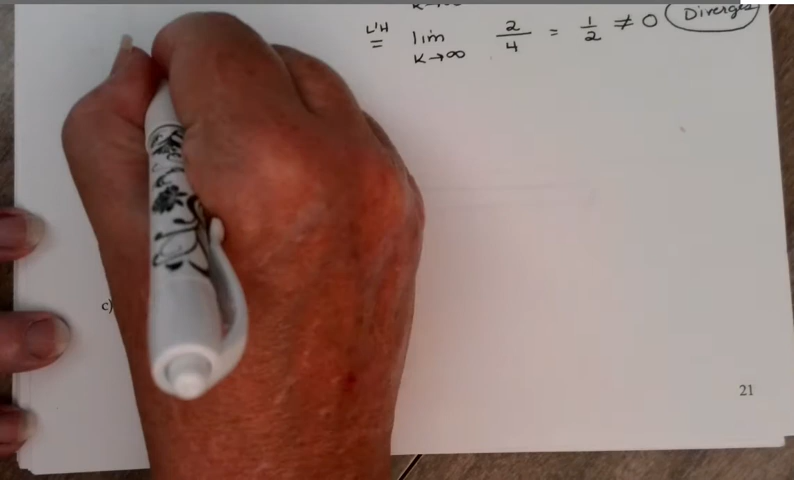 L'H = lim k→∞ 2/4 = 1/2 ≠ 0 Diverges
c)
21